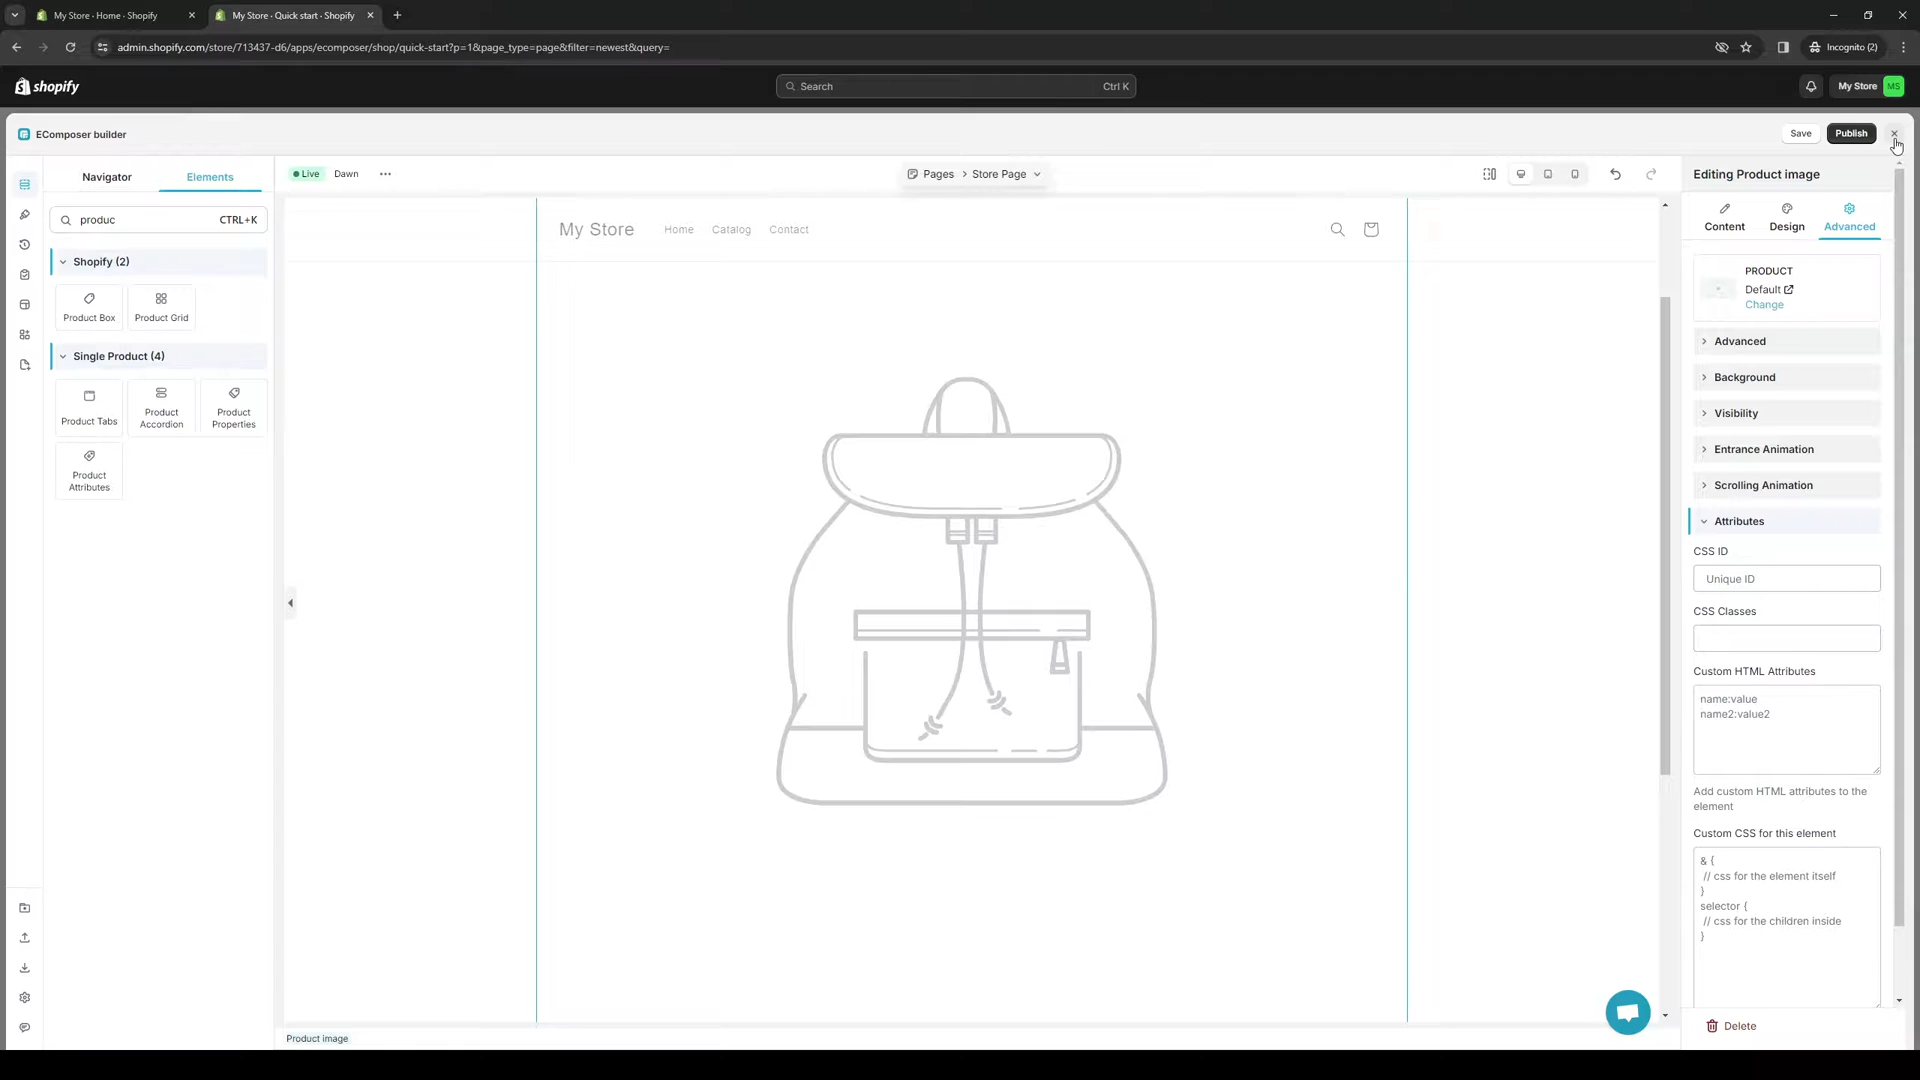 My Store · Home · Shopify
My Store · Quick start · Shopify
admin.shopify.com/store/713437-d6/apps/ecomposer/shop/quick-start?p=1&page_type=page&filter=newest&query=
Incognito (2)
shopify
Search
Ctrl K
My Store
MS
EComposer builder
Save
Publish
Navigator
Elements
Live
Dawn
Pages
Store Page
Editing Product image
produc
CTRL+K
Content
Design
Advanced
My Store
Home
Catalog
Contact
Shopify (2)
Product Box
Product Grid
Single Product (4)
Product Tabs
Product
Accordion
Product
Properties
Product
Attributes
PRODUCT
Default
Change
Advanced
Background
Visibility
Entrance Animation
Scrolling Animation
Attributes
CSS ID
Unique ID
CSS Classes
Custom HTML Attributes
name:value
name2:value2
Add custom HTML attributes to the
element
Custom CSS for this element
& {
// css for the element itself
}
selector {
// css for the children inside
}
Delete
Product image